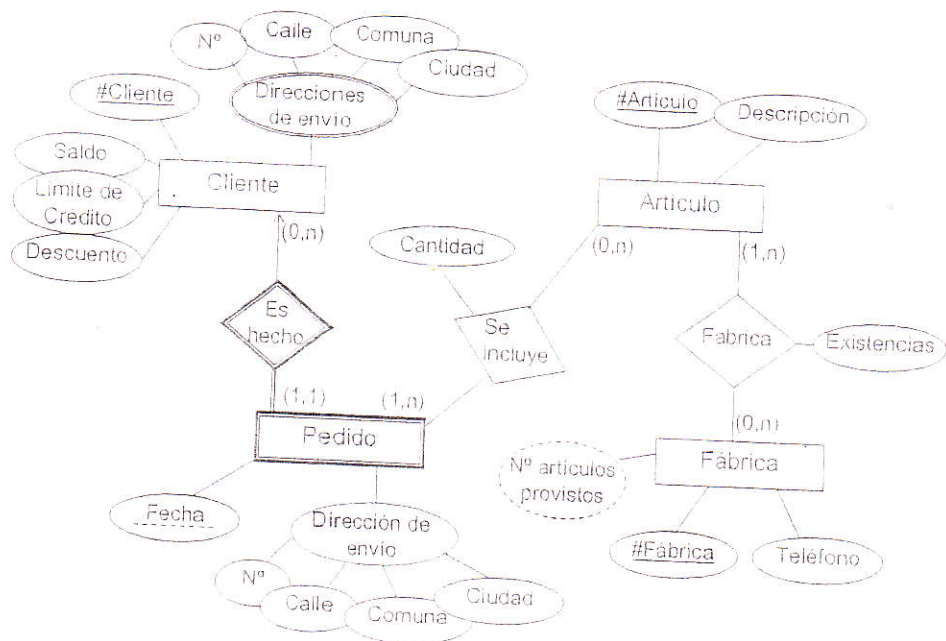 Nº
Calle
Comuna
Ciudad
Direcciones
de envío
#Cliente
Saldo
Limite de
Crédito
Descuento
Cliente
(0,n)
Es
hecho
(1,1)
Pedido
(1,n)
Fecha
Dirección de
envío
Nº
Calle
Comuna
Ciudad
Cantidad
Se
incluye
(0,n)
#Artículo
Descripción
Artículo
(1,n)
Fabrica
Existencias
(0,n)
Fábrica
Nº artículos
provistos
#Fábrica
Teléfono